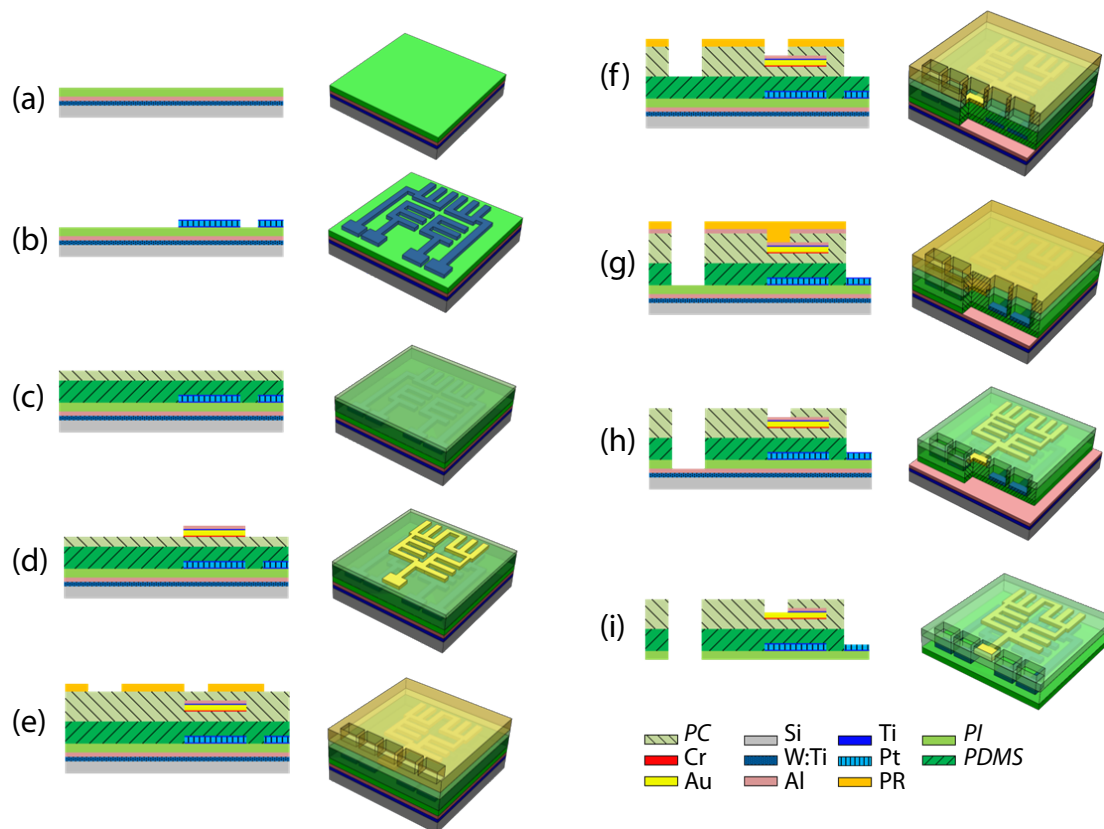 (a)
(b)
(c)
(d)
(e)
(f)
(g)
(h)
(i)
PC Si Ti PI
Cr W:Ti Pt PDMS
Au Al PR